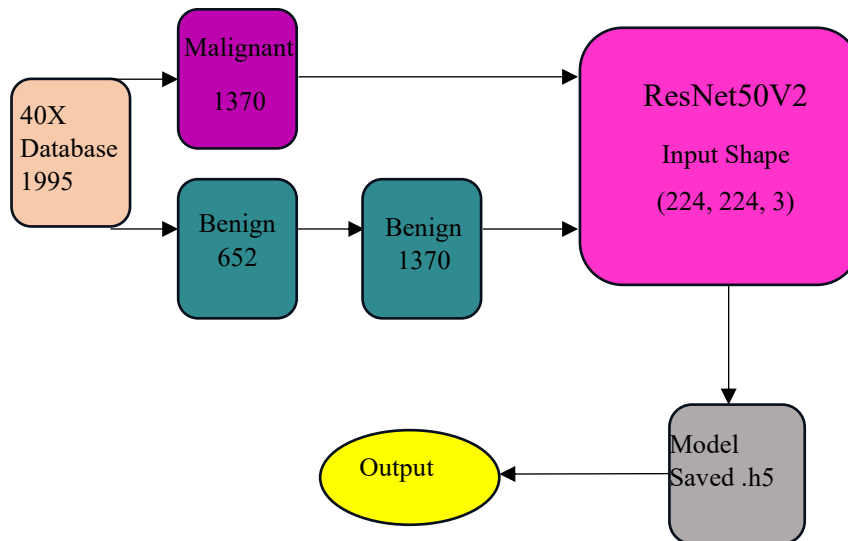 40X
Database
1995
Malignant
1370
Benign
652
Benign
1370
ResNet50V2
Input Shape
(224, 224, 3)
Model
Saved .h5
Output